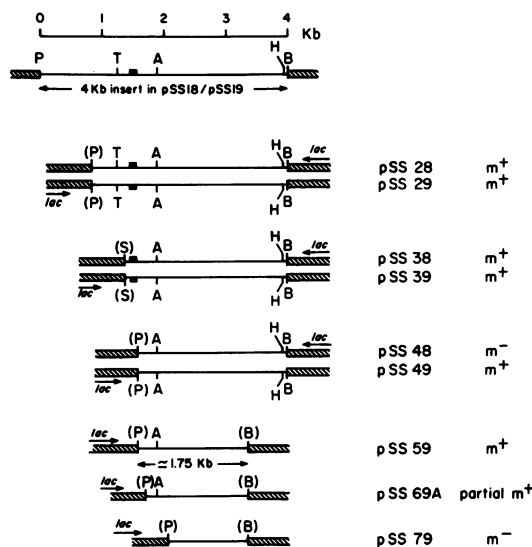 0 1 2 3 4 Kb
P T A H B
4 Kb insert in pSS18/pSS19
(P) T A H B lac pSS 28 m⁺
lac (P) T A H B pSS 29 m⁺
(S) A H B lac pSS 38 m⁺
lac (S) A H B pSS 39 m⁺
(P) A H B lac pSS 48 m⁻
lac (P) A H B pSS 49 m⁺
lac (P) A (B) pSS 59 m⁺
≃1.75 Kb
lac (P) A (B) pSS 69A partial m⁺
lac (P) (B) pSS 79 m⁻